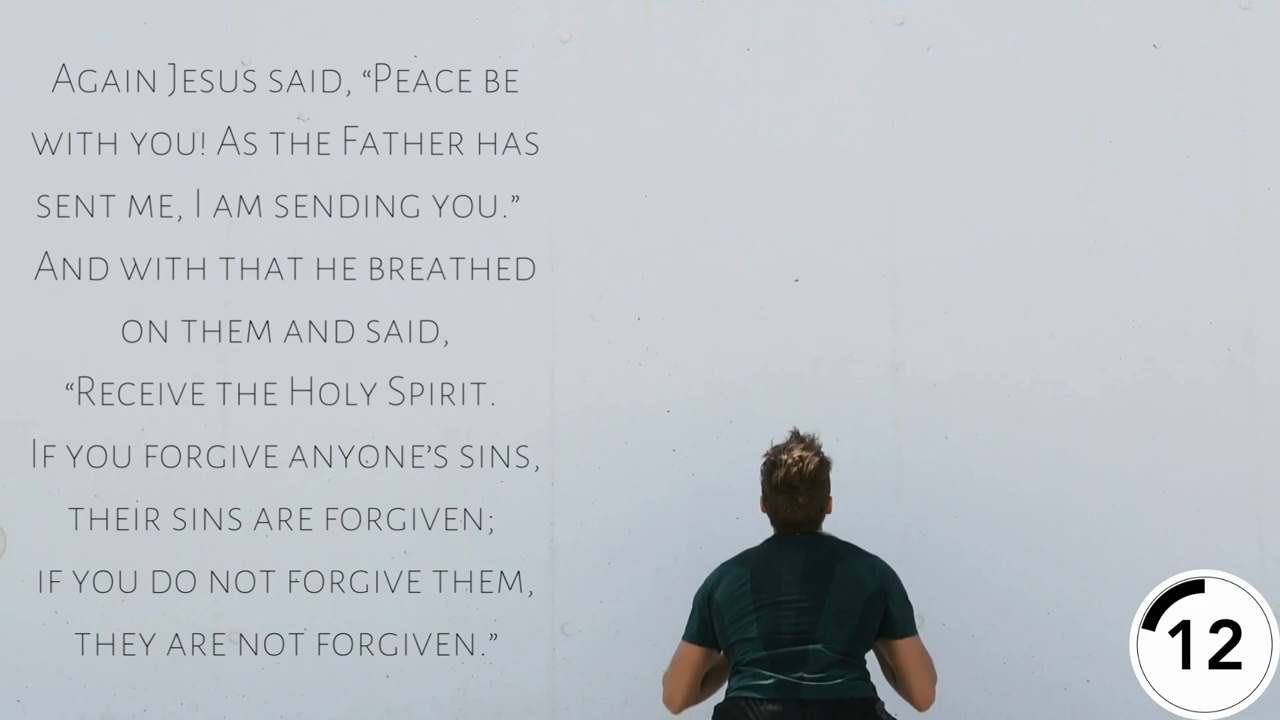 Again Jesus said, “Peace be
with you! As the Father has
sent me, I am sending you.”
And with that he breathed
on them and said,
“Receive the Holy Spirit.
If you forgive anyone’s sins,
their sins are forgiven;
if you do not forgive them,
they are not forgiven.”
12